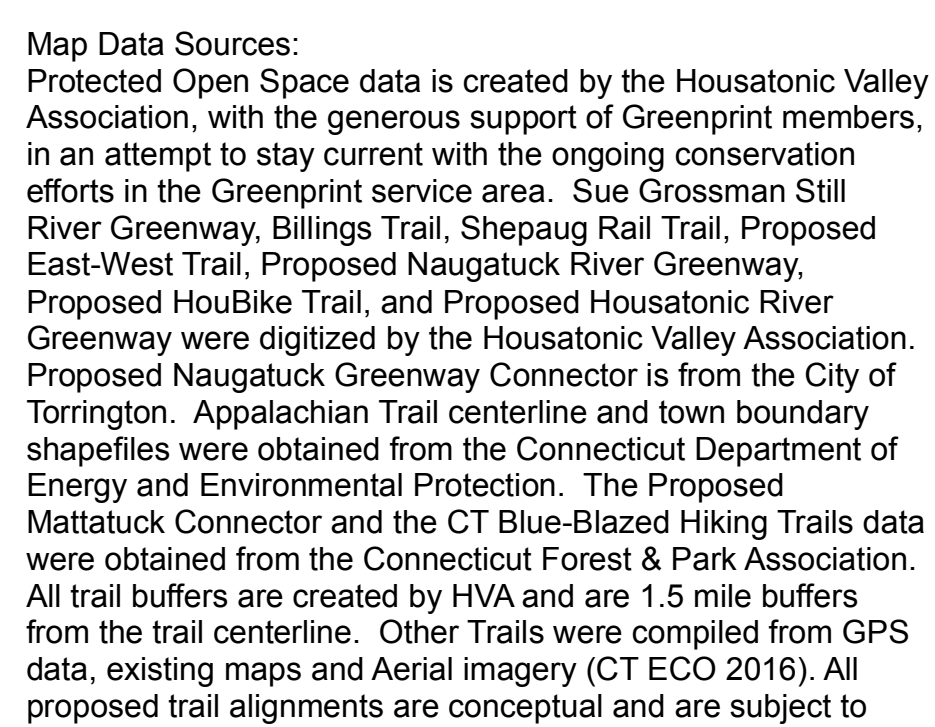 Map Data Sources:
Protected Open Space data is created by the Housatonic Valley
Association, with the generous support of Greenprint members,
in an attempt to stay current with the ongoing conservation
efforts in the Greenprint service area.  Sue Grossman Still
River Greenway, Billings Trail, Shepaug Rail Trail, Proposed
East-West Trail, Proposed Naugatuck River Greenway,
Proposed HouBike Trail, and Proposed Housatonic River
Greenway were digitized by the Housatonic Valley Association.
Proposed Naugatuck Greenway Connector is from the City of
Torrington.  Appalachian Trail centerline and town boundary
shapefiles were obtained from the Connecticut Department of
Energy and Environmental Protection.  The Proposed
Mattatuck Connector and the CT Blue-Blazed Hiking Trails data
were obtained from the Connecticut Forest & Park Association.
All trail buffers are created by HVA and are 1.5 mile buffers
from the trail centerline.  Other Trails were compiled from GPS
data, existing maps and Aerial imagery (CT ECO 2016). All
proposed trail alignments are conceptual and are subject to